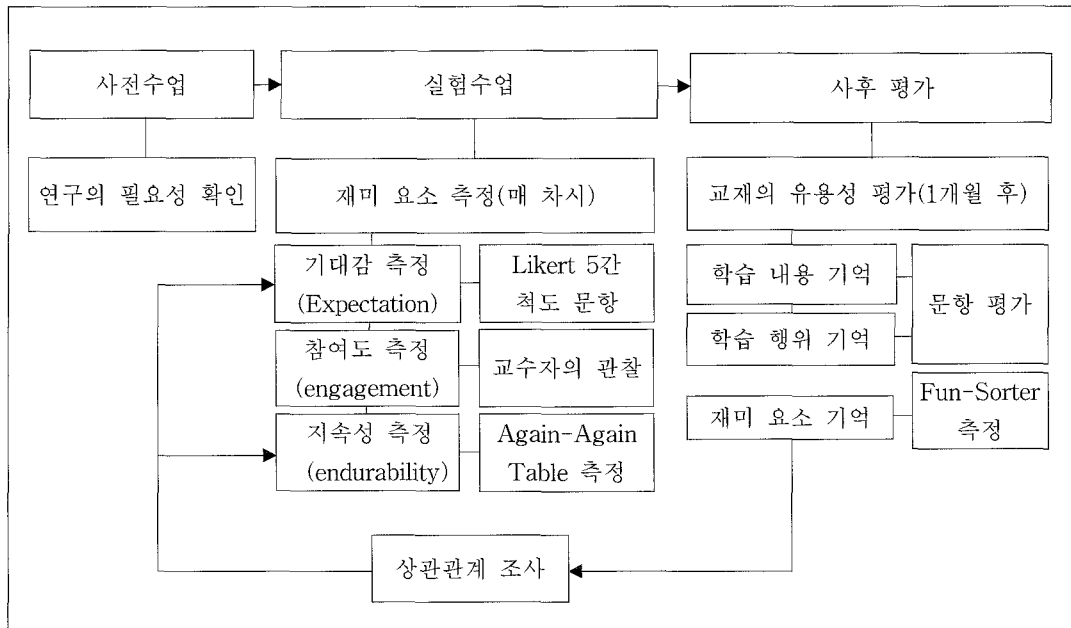 사전수업
실험수업
사후 평가
연구의 필요성 확인
재미 요소 측정(매 차시)
교재의 유용성 평가(1개월 후)
기대감 측정
(Expectation)
Likert 5간
척도 문항
참여도 측정
(engagement)
교수자의 관찰
지속성 측정
(endurability)
Again-Again
Table 측정
학습 내용 기억
학습 행위 기억
문항 평가
재미 요소 기억
Fun-Sorter
측정
상관관계 조사